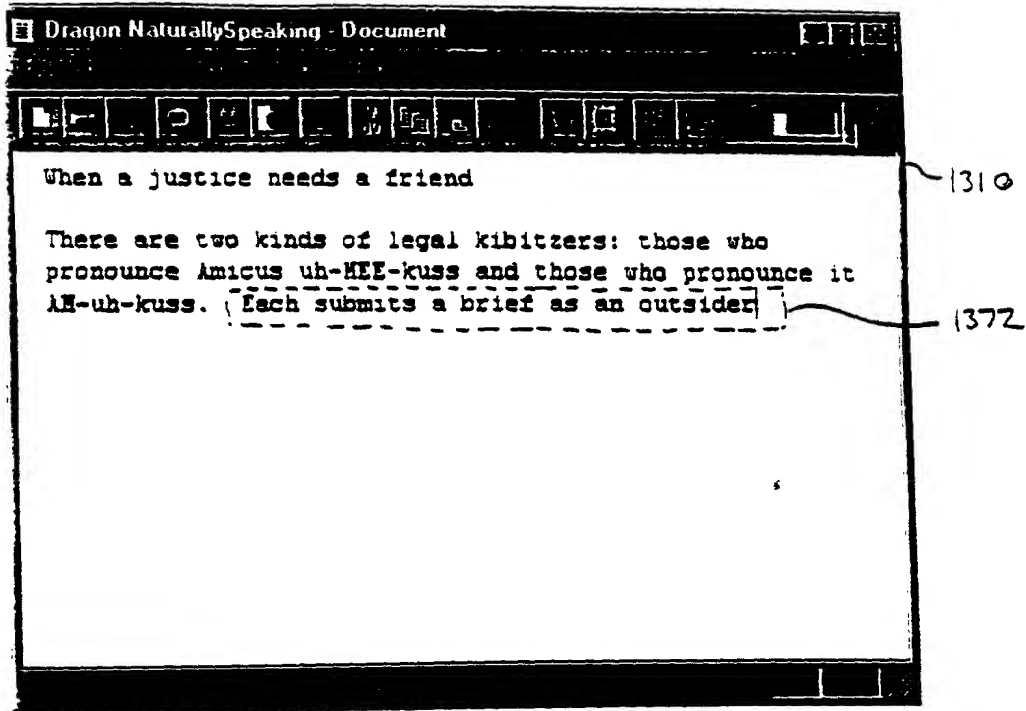 Dragon NaturallySpeaking - Document
When a justice needs a friend
There are two kinds of legal kibitzers: those who
pronounce Amicus uh-MEE-kuss and those who pronounce it
AM-uh-kuss. Each submits a brief as an outsider
1310
1372